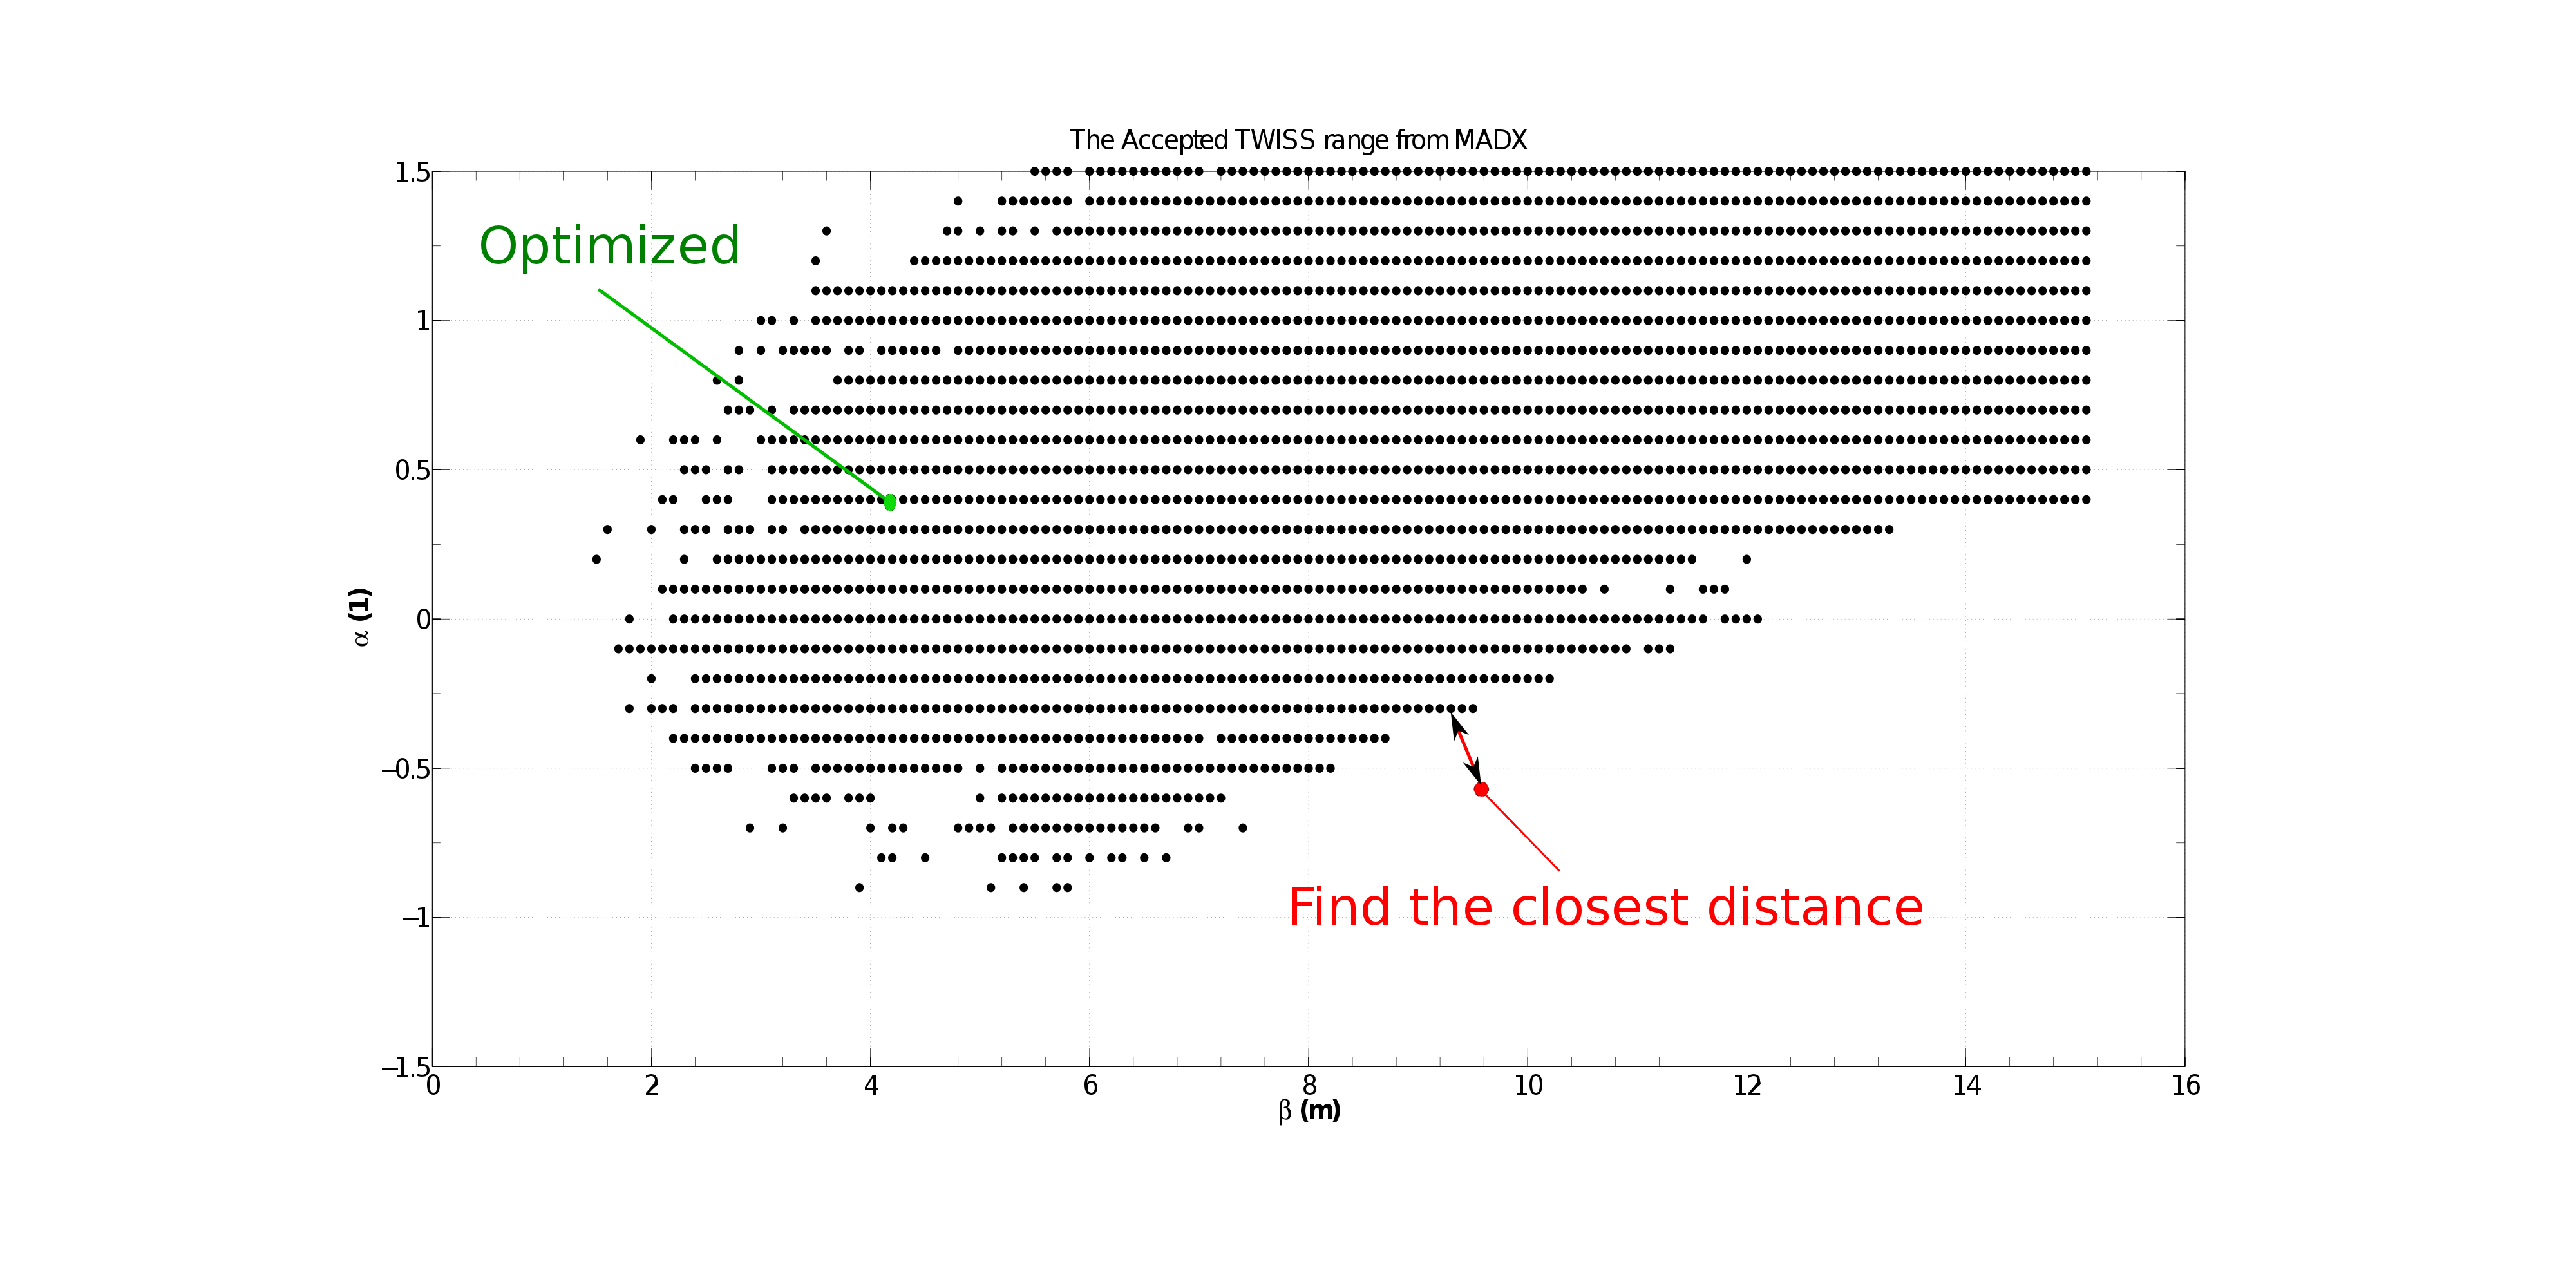 The Accepted TWISS range from MADX
1.5
Optimized
1
0.5
α (1)
0
−0.5
Find the closest distance
−1
−1.5
0 2 4 6 8 10 12 14 16
β (m)